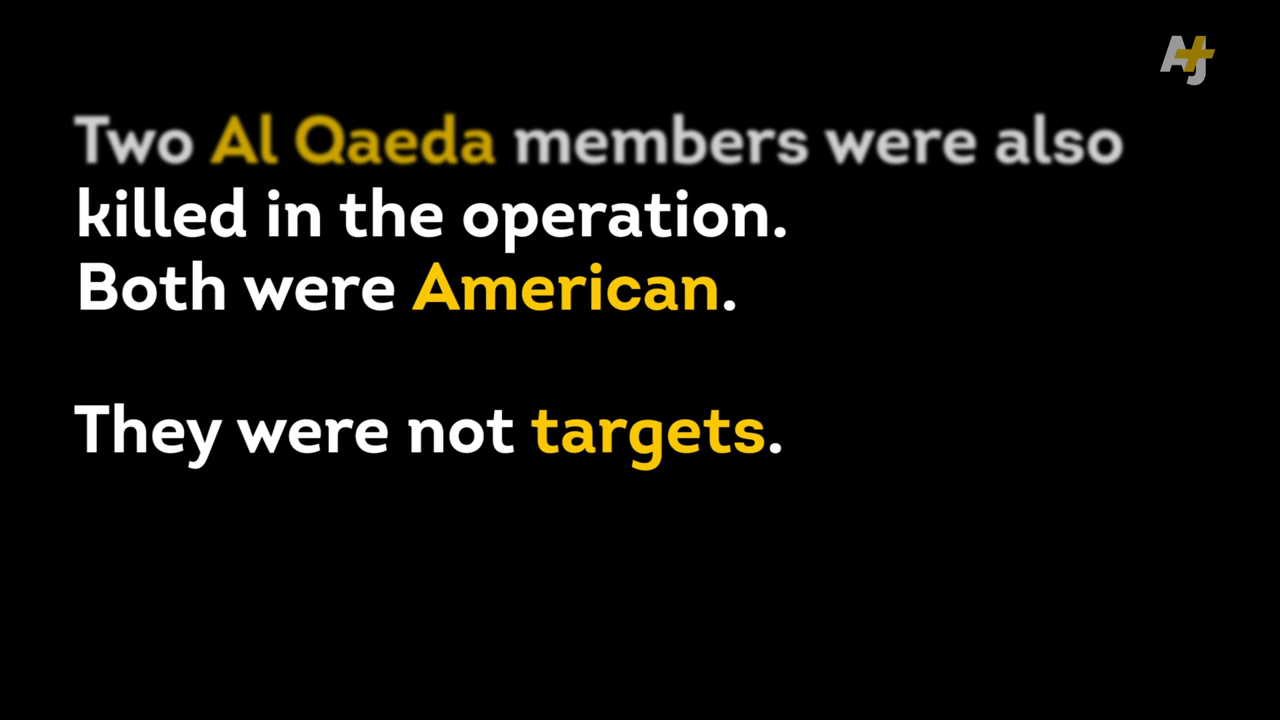 AJ+
Two Al Qaeda members were also
killed in the operation.
Both were American.
They were not targets.